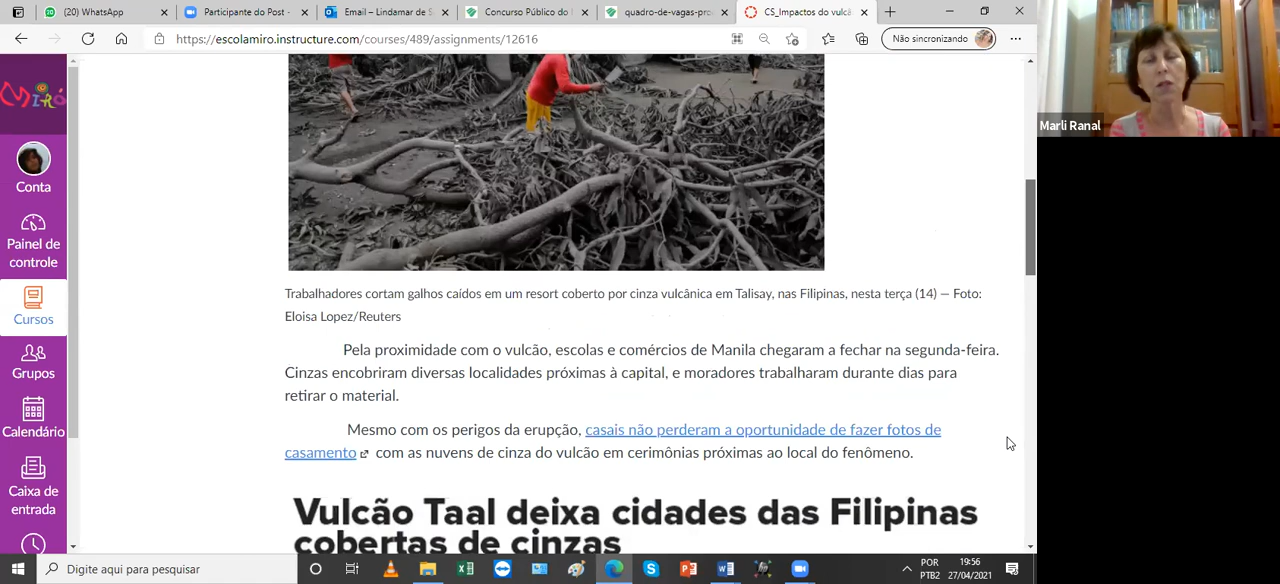 (20) WhatsApp
Participante do Post -
Email – Lindamar de S
Concurso Público do I
quadro-de-vagas-pro
CS_Impactos do vulcã
https://escolamiro.instructure.com/courses/489/assignments/12616
Não sincronizando
MIRÓ
Conta
Painel de
controle
Cursos
Grupos
Calendário
Caixa de
entrada
Trabalhadores cortam galhos caídos em um resort coberto por cinza vulcânica em Talisay, nas Filipinas, nesta terça (14) — Foto:
Eloisa Lopez/Reuters
Pela proximidade com o vulcão, escolas e comércios de Manila chegaram a fechar na segunda-feira.
Cinzas encobriram diversas localidades próximas à capital, e moradores trabalharam durante dias para
retirar o material.
Mesmo com os perigos da erupção, casais não perderam a oportunidade de fazer fotos de
casamento com as nuvens de cinza do vulcão em cerimônias próximas ao local do fenômeno.
Vulcão Taal deixa cidades das Filipinas
cobertas de cinzas
Marli Ranal
Digite aqui para pesquisar
POR
PTB2
19:56
27/04/2021